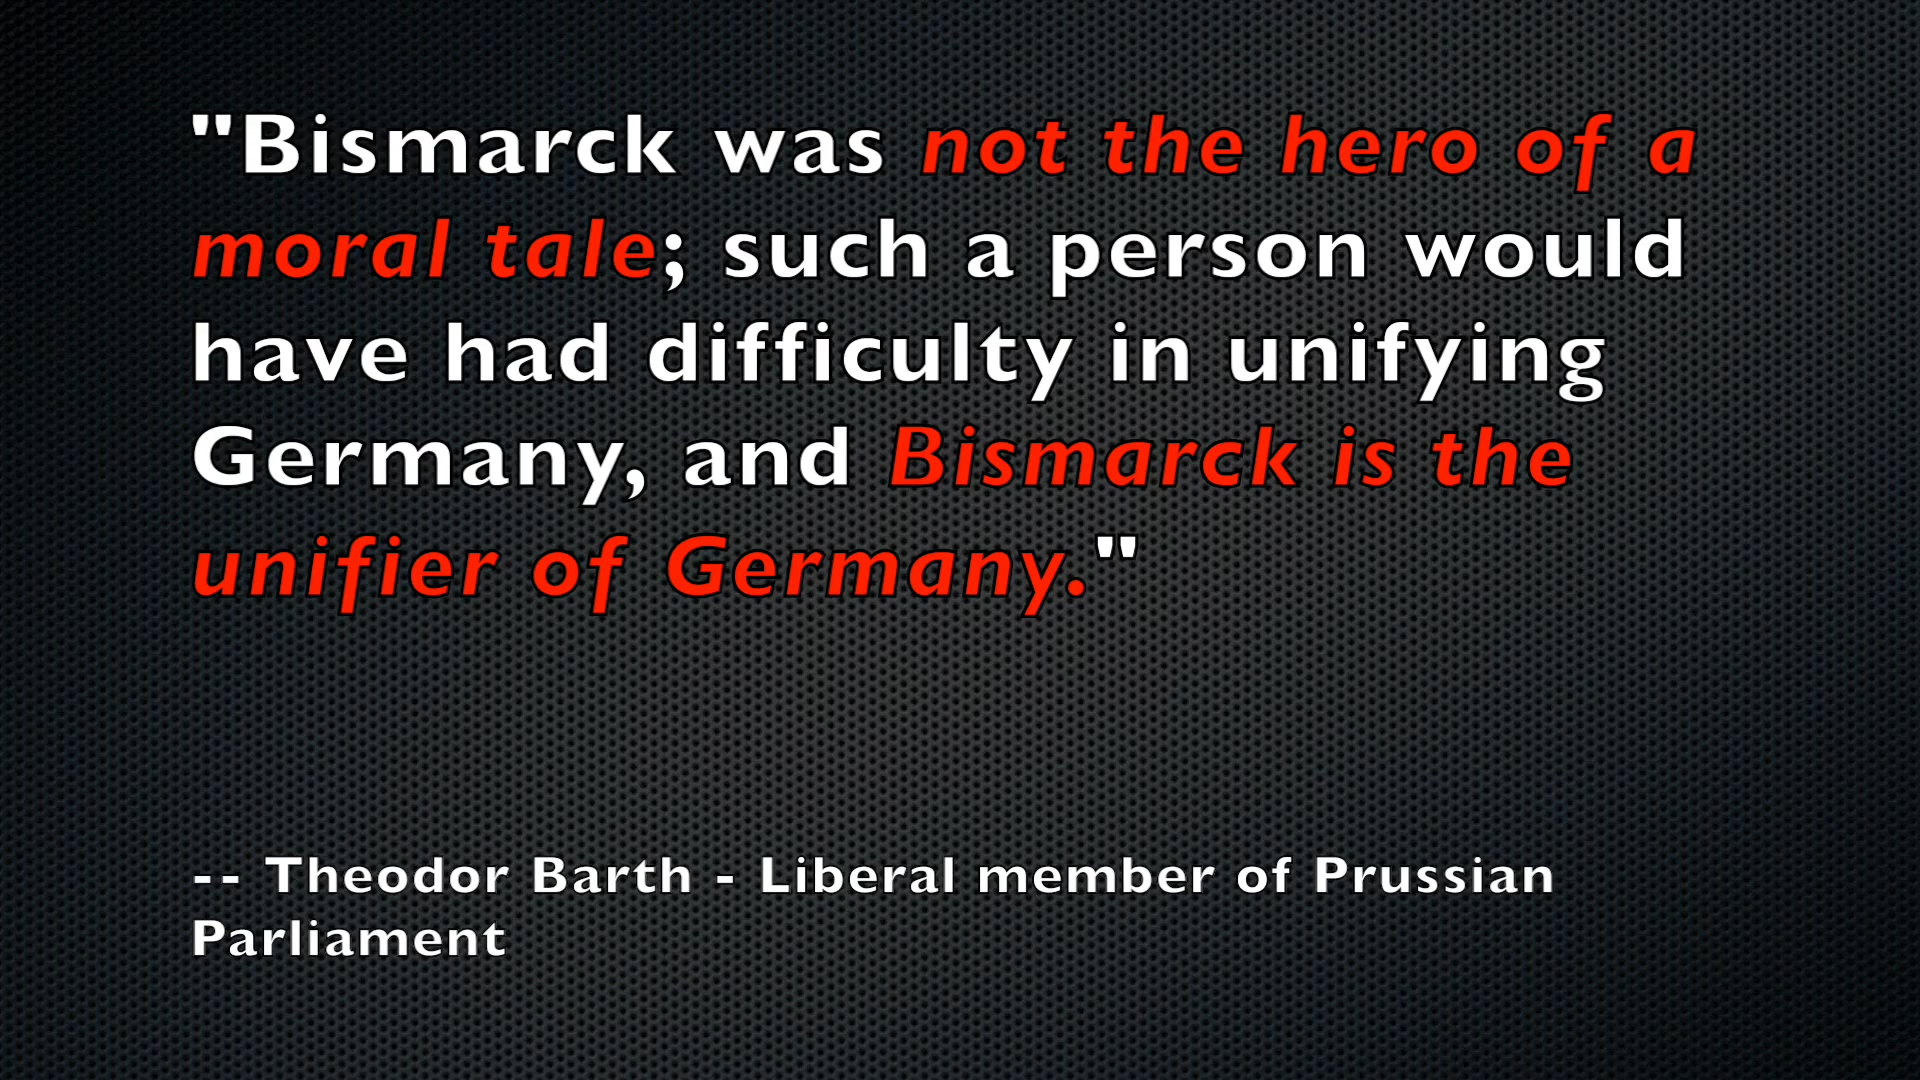 "Bismarck was not the hero of a
moral tale; such a person would
have had difficulty in unifying
Germany, and Bismarck is the
unifier of Germany."
-- Theodor Barth - Liberal member of Prussian
Parliament